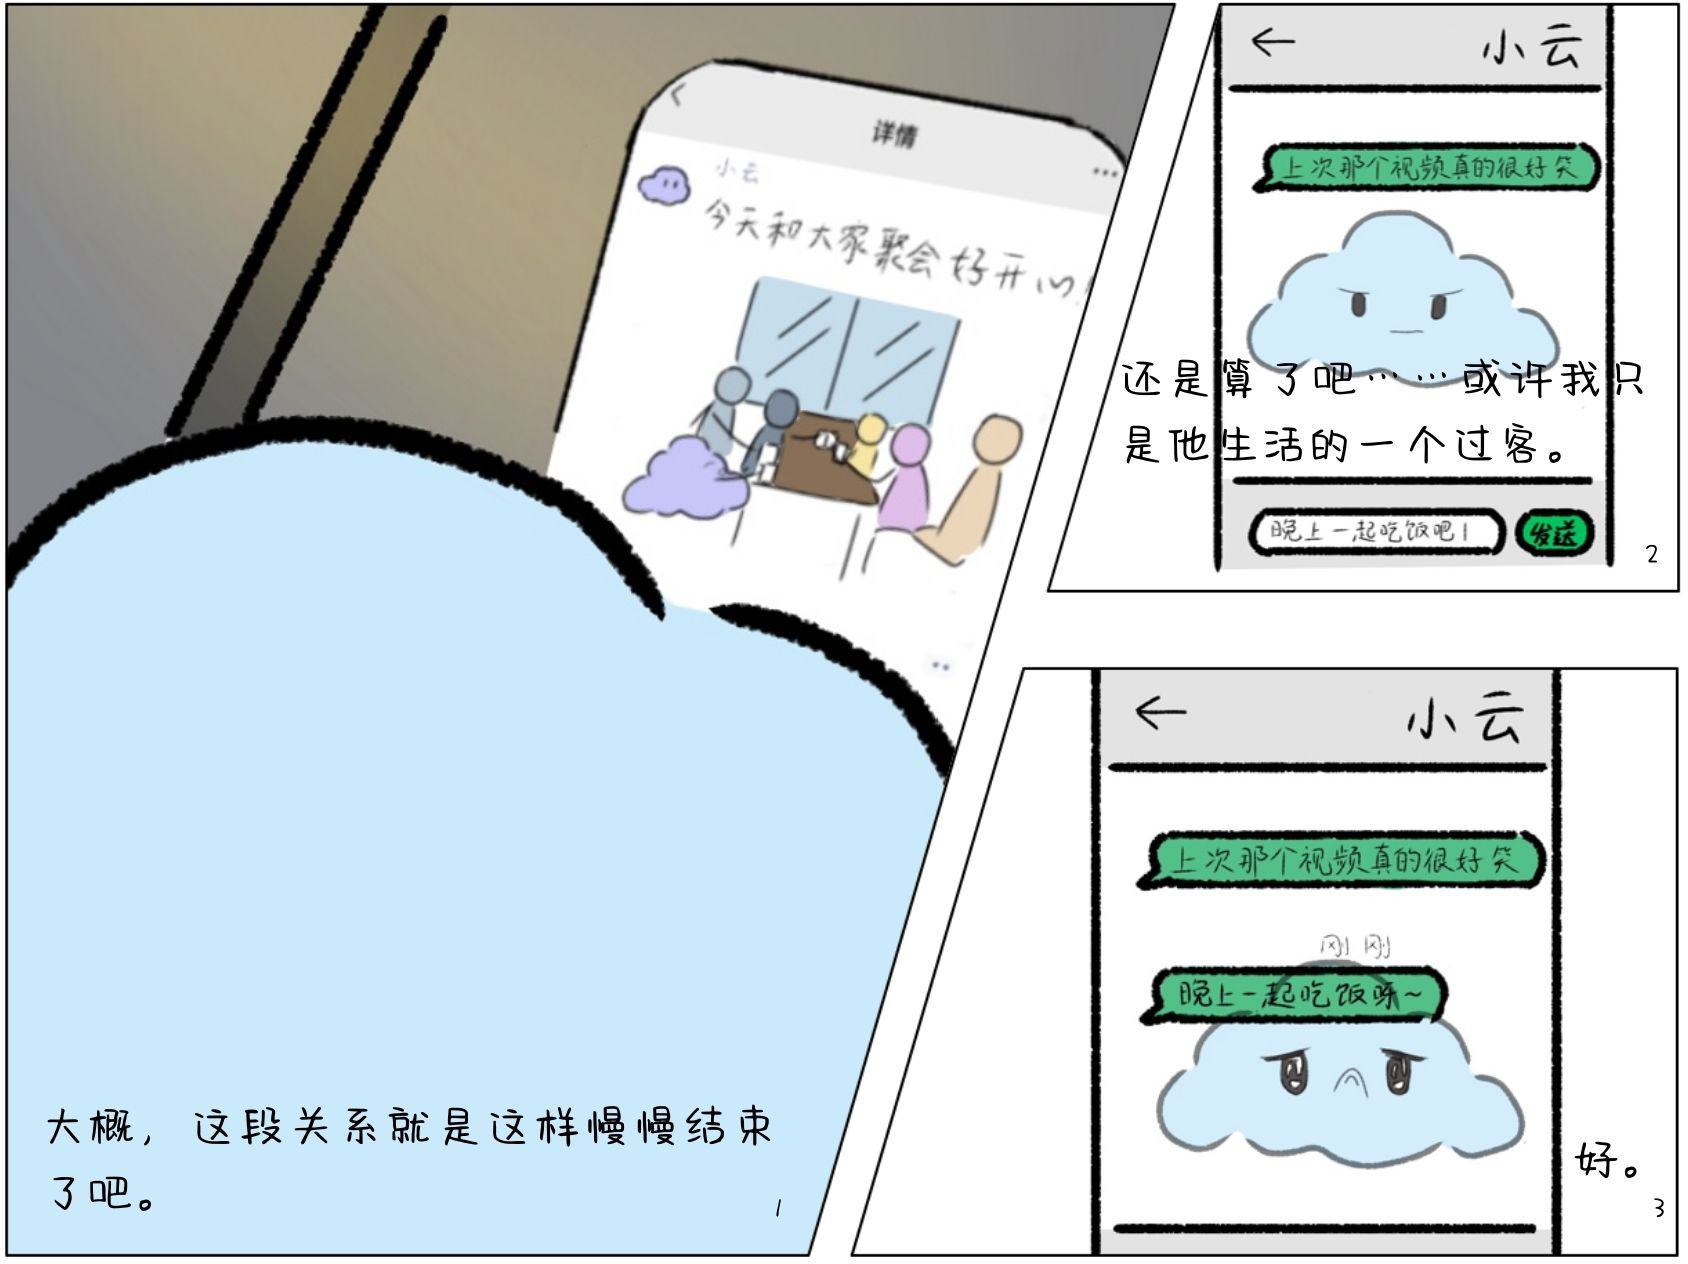 详情
小云
今天和大家聚会好开心!
大概, 这段关系就是这样慢慢结束
了吧。
1
小云
上次那个视频真的很好笑
还是算了吧……或许我只
是他生活的一个过客。
晚上一起吃饭吧|
发送
2
小云
上次那个视频真的很好笑
刚刚
晚上一起吃饭呀~
好。
3